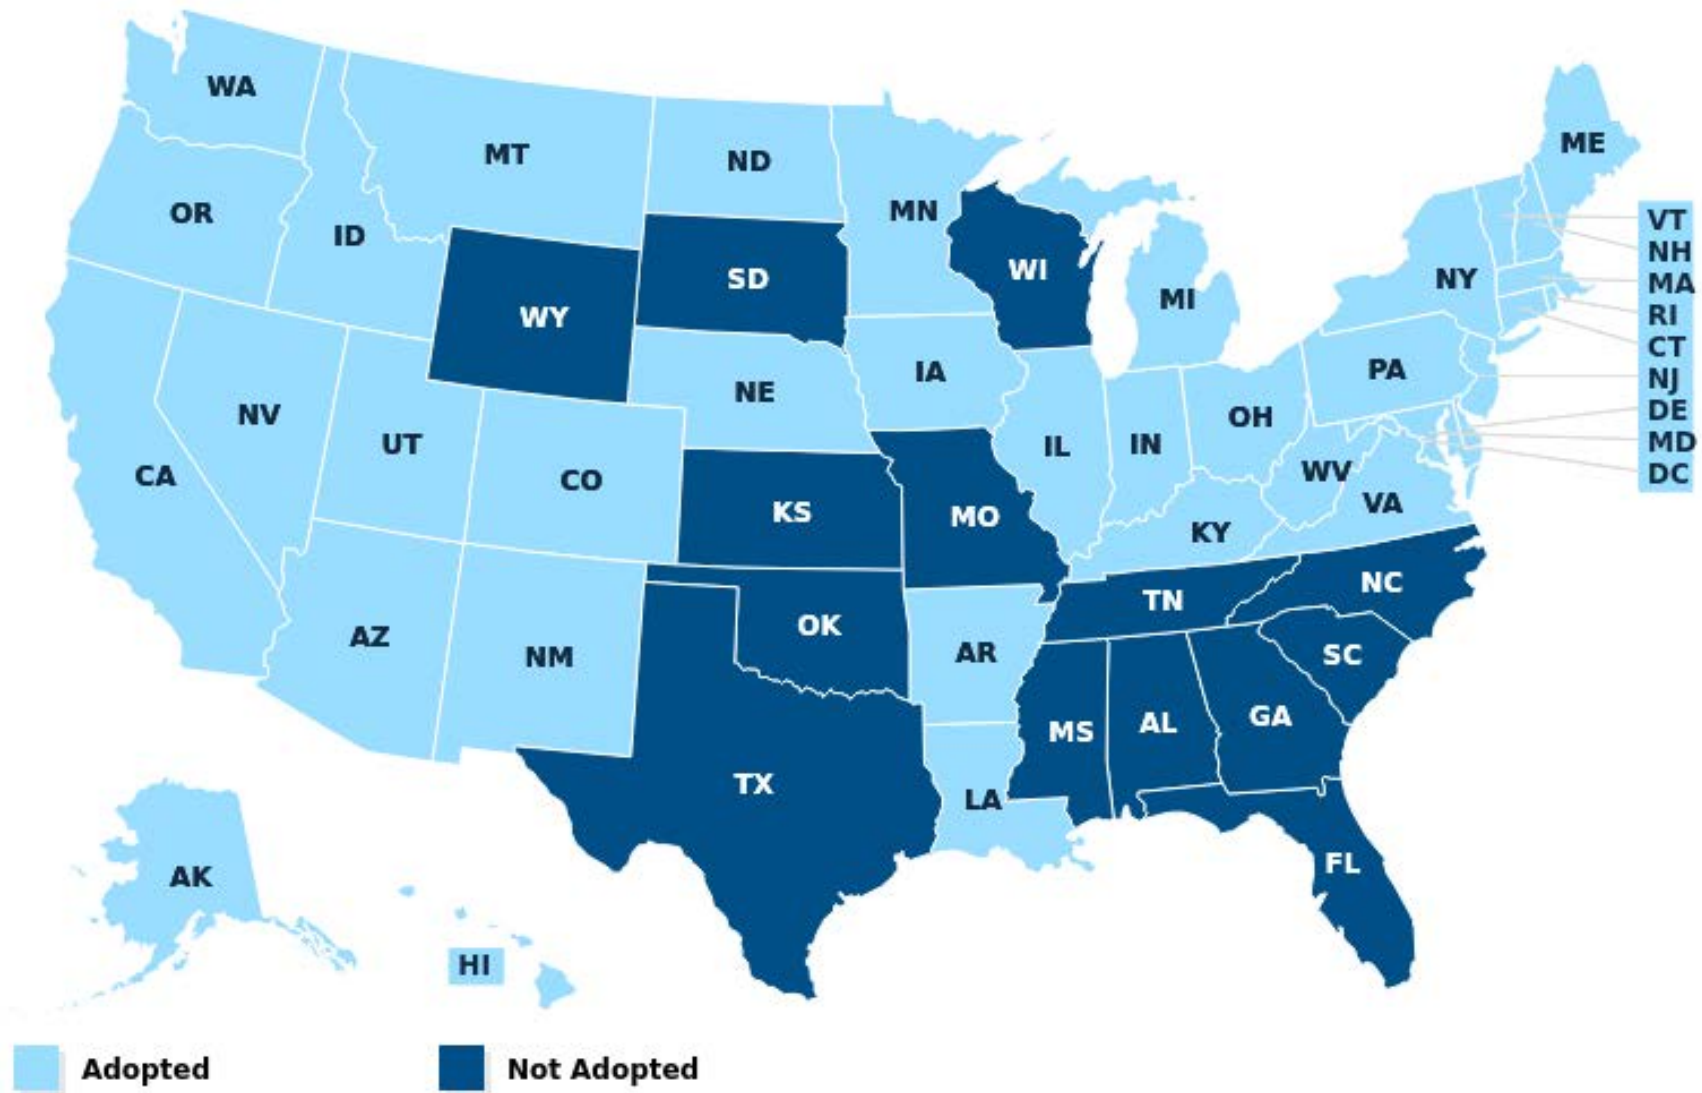 WA
MT
ND
ME
OR
ID
MN
VT
NH
WI
SD
NY
MA
MI
WY
RI
CT
IA
PA
NJ
NE
DE
NV
OH
UT
IL
IN
MD
CO
WV
DC
CA
VA
KS
MO
KY
NC
TN
OK
AZ
AR
SC
NM
GA
AL
MS
TX
LA
FL
AK
HI
Adopted
Not Adopted